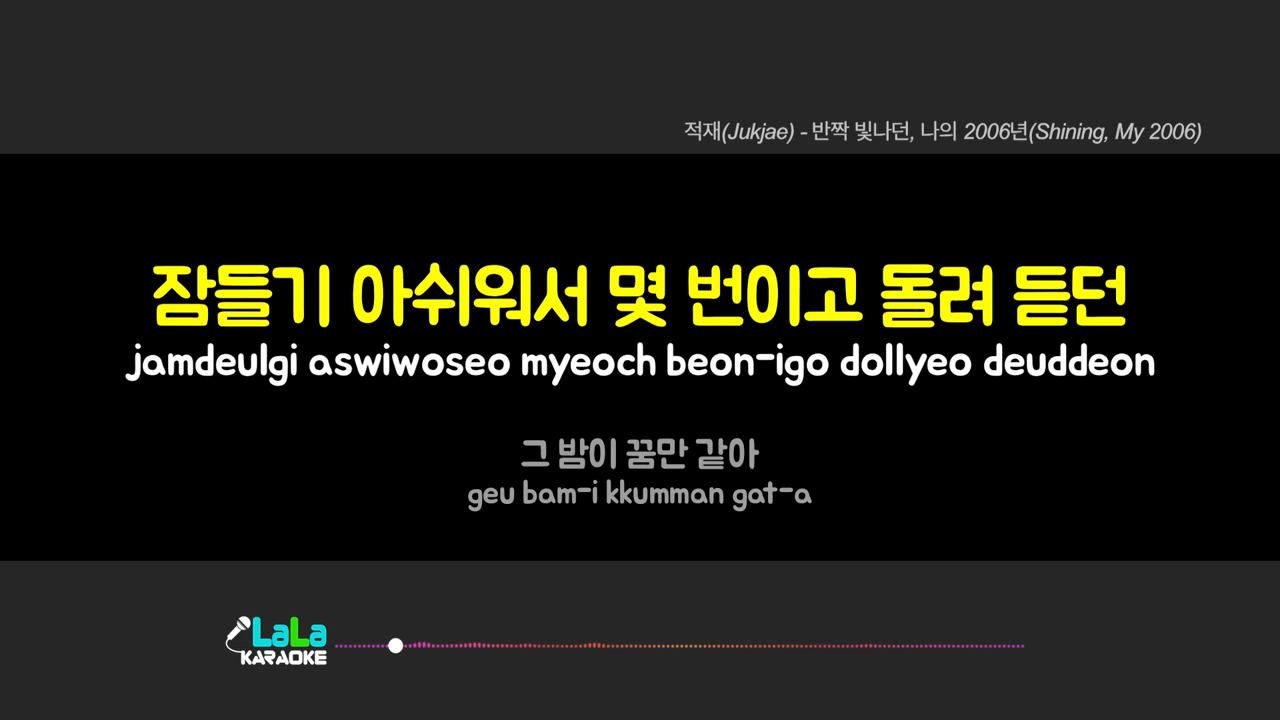 적재(Jukjae) - 반짝 빛나던, 나의 2006년(Shining, My 2006)
잠들기 아쉬워서 몇 번이고 돌려 듣던
jamdeulgi aswiwoseo myeoch beon-igo dollyeo deuddeon
그 밤이 꿈만 같아
geu bam-i kkumman gat-a
LaLa
KARAOKE